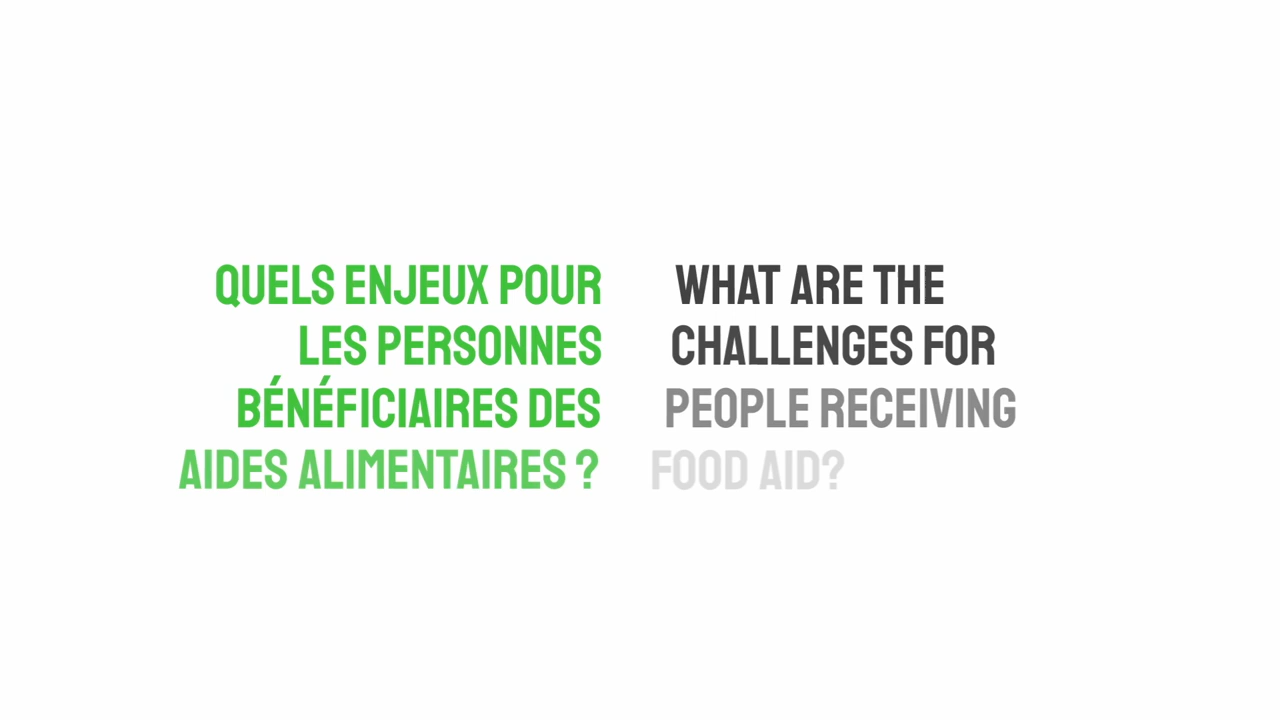 QUELS ENJEUX POUR
LES PERSONNES
BÉNÉFICIAIRES DES
AIDES ALIMENTAIRES ?
WHAT ARE THE
CHALLENGES FOR
PEOPLE RECEIVING
FOOD AID?